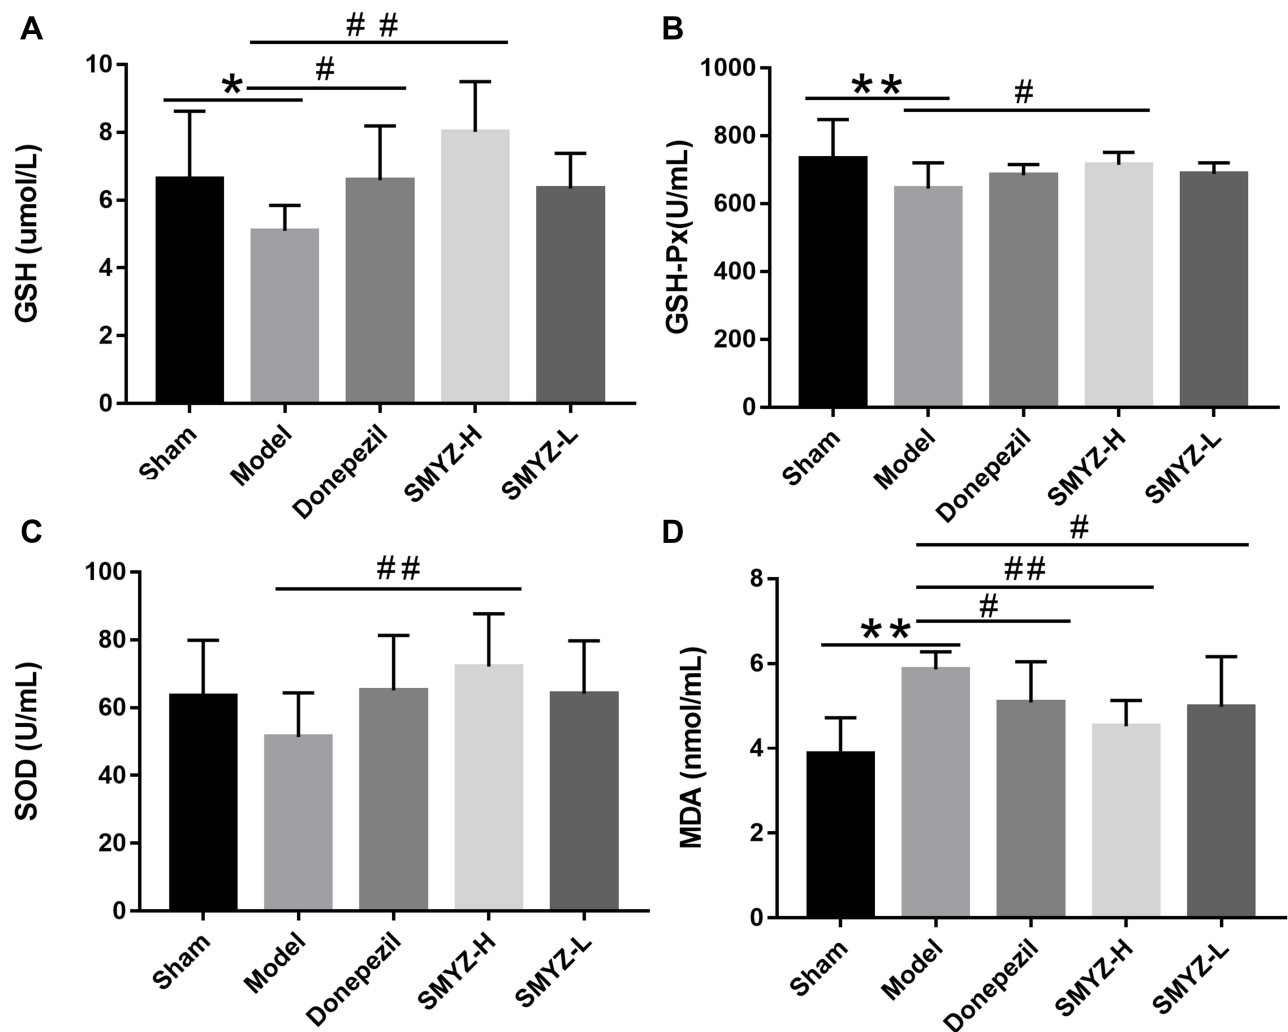 A
# #
#
*
GSH (umol/L)
10
8
6
4
2
0
Sham
Model
Donepezil
SMYZ-H
SMYZ-L
B
**
#
GSH-Px(U/mL)
1000
800
600
400
200
0
Sham
Model
Donepezil
SMYZ-H
SMYZ-L
C
##
SOD (U/mL)
100
80
60
40
20
0
Sham
Model
Donepezil
SMYZ-H
SMYZ-L
D
#
##
#
**
MDA (nmol/mL)
8
6
4
2
0
Sham
Model
Donepezil
SMYZ-H
SMYZ-L